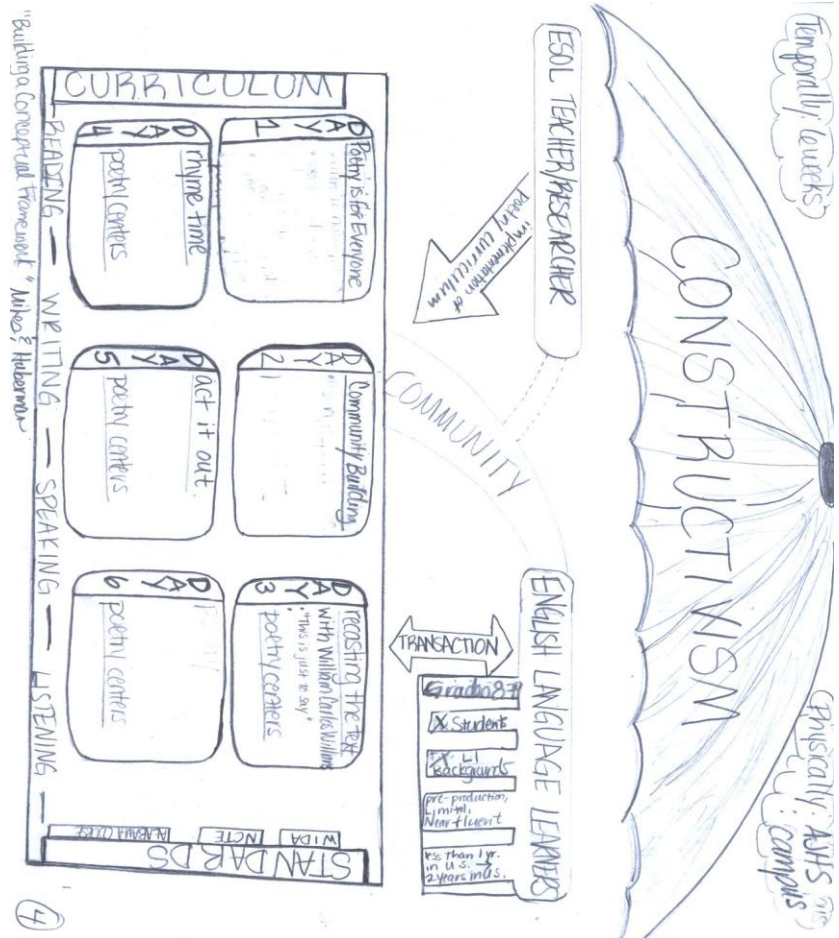 Temporally: 6 weeks
Physically: AJHS campus
CONSTRUCTIVISM
ESOL TEACHER/RESEARCHER
implementation of
poetry curriculum
COMMUNITY
ENGLISH LANGUAGE LEARNERS
TRANSACTION
X Students
X L1
Backgrounds
pre-production,
Limited,
Near fluent
less than 1 yr.
in U.S. →
2 years in U.S.
CURRICULUM
DAY 1
Poetry is for Everyone
DAY 2
Community Building
DAY 3
recasting the text
with William Carlos Williams
"This is just to say"
poetry centers
DAY 4
rhyme time
poetry centers
DAY 5
act it out
poetry centers
DAY 6
poetry centers
STANDARDS
WIDA
NCTE
READING — WRITING — SPEAKING — LISTENING —
"Building a Conceptual Framework" Miles & Huberman
4